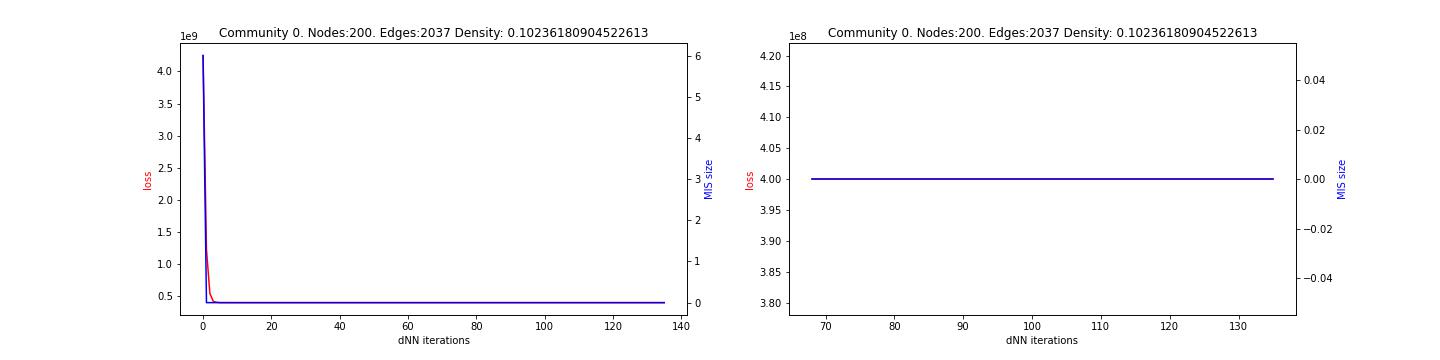 Community 0. Nodes:200. Edges:2037 Density: 0.10236180904522613
1e9
4.0
3.5
3.0
2.5
2.0
1.5
1.0
0.5
loss
6
5
4
3
2
1
0
MIS size
0 20 40 60 80 100 120 140
dNN iterations
Community 0. Nodes:200. Edges:2037 Density: 0.10236180904522613
1e8
4.20
4.15
4.10
4.05
4.00
3.95
3.90
3.85
3.80
loss
0.04
0.02
0.00
−0.02
−0.04
MIS size
70 80 90 100 110 120 130
dNN iterations